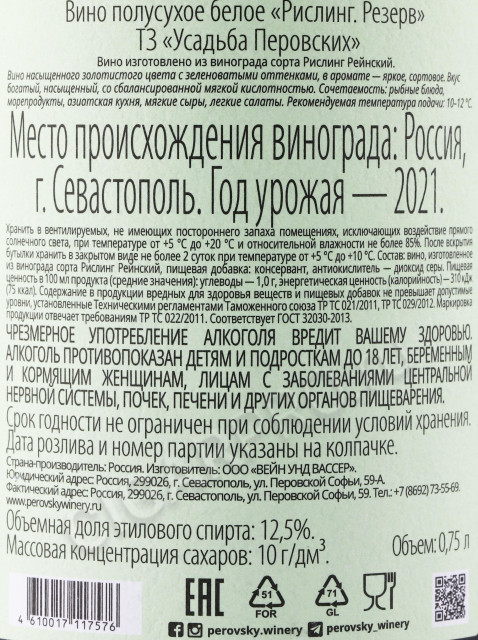 Вино полусухое белое «Рислинг. Резерв»
ТЗ «Усадьба Перовских»
Вино изготовлено из винограда сорта Рислинг Рейнский.
Вино насыщенного золотистого цвета с зеленоватыми оттенками, в аромате — яркое, сортовое. Вкус
богатый, насыщенный, со сбалансированной мягкой кислотностью. Сочетаемость: рыбные блюда,
морепродукты, азиатская кухня, мягкие сыры, легкие салаты. Рекомендуемая температура подачи: 10–12 °С.
Место происхождения винограда: Россия,
г. Севастополь. Год урожая — 2021.
Хранить в вентилируемых, не имеющих постороннего запаха помещениях, исключающих воздействие прямого
солнечного света, при температуре от +5 °С до +20 °С и относительной влажности не более 85%. После вскрытия
бутылки хранить в закрытом виде не более 2 суток при температуре от +5 °С до +10 °С. Состав: вино, изготовленное
из винограда сорта Рислинг Рейнский, пищевая добавка: консервант, антиокислитель — диоксид серы. Пищевая
ценность в 100 мл продукта (средние значения): углеводы — 1,0 г, энергетическая ценность (калорийность) — 310 кДж
(75 ккал). Содержание в продукции вредных для здоровья веществ и пищевых добавок не превышает допустимые
уровни, установленные Техническими регламентами Таможенного союза ТР ТС 021/2011, ТР ТС 029/2012. Маркировка
продукции отвечает требованиям ТР ТС 022/2011. Соответствует ГОСТ 32030-2013.
ЧРЕЗМЕРНОЕ УПОТРЕБЛЕНИЕ АЛКОГОЛЯ ВРЕДИТ ВАШЕМУ ЗДОРОВЬЮ.
АЛКОГОЛЬ ПРОТИВОПОКАЗАН ДЕТЯМ И ПОДРОСТКАМ ДО 18 ЛЕТ, БЕРЕМЕННЫМ
И КОРМЯЩИМ ЖЕНЩИНАМ, ЛИЦАМ С ЗАБОЛЕВАНИЯМИ ЦЕНТРАЛЬНОЙ
НЕРВНОЙ СИСТЕМЫ, ПОЧЕК, ПЕЧЕНИ И ДРУГИХ ОРГАНОВ ПИЩЕВАРЕНИЯ.
Срок годности не ограничен при соблюдении условий хранения.
Дата розлива и номер партии указаны на колпачке.
Страна-производитель: Россия. Изготовитель: ООО «ВЕЙН УНД ВАССЕР».
Юридический адрес: Россия, 299026, г. Севастополь, ул. Перовской Софьи, 59-А.
Фактический адрес: Россия, 299026, г. Севастополь, ул. Перовской Софьи, 59. Тел.: +7 (8692) 73-55-69.
www.perovskywinery.ru
Объемная доля этилового спирта: 12,5%.
Массовая концентрация сахаров: 10 г/дм³.
Объем: 0,75 л
EAC
51
FOR
71
GL
4 610017 117576
perovsky.winery
perovsky_winery